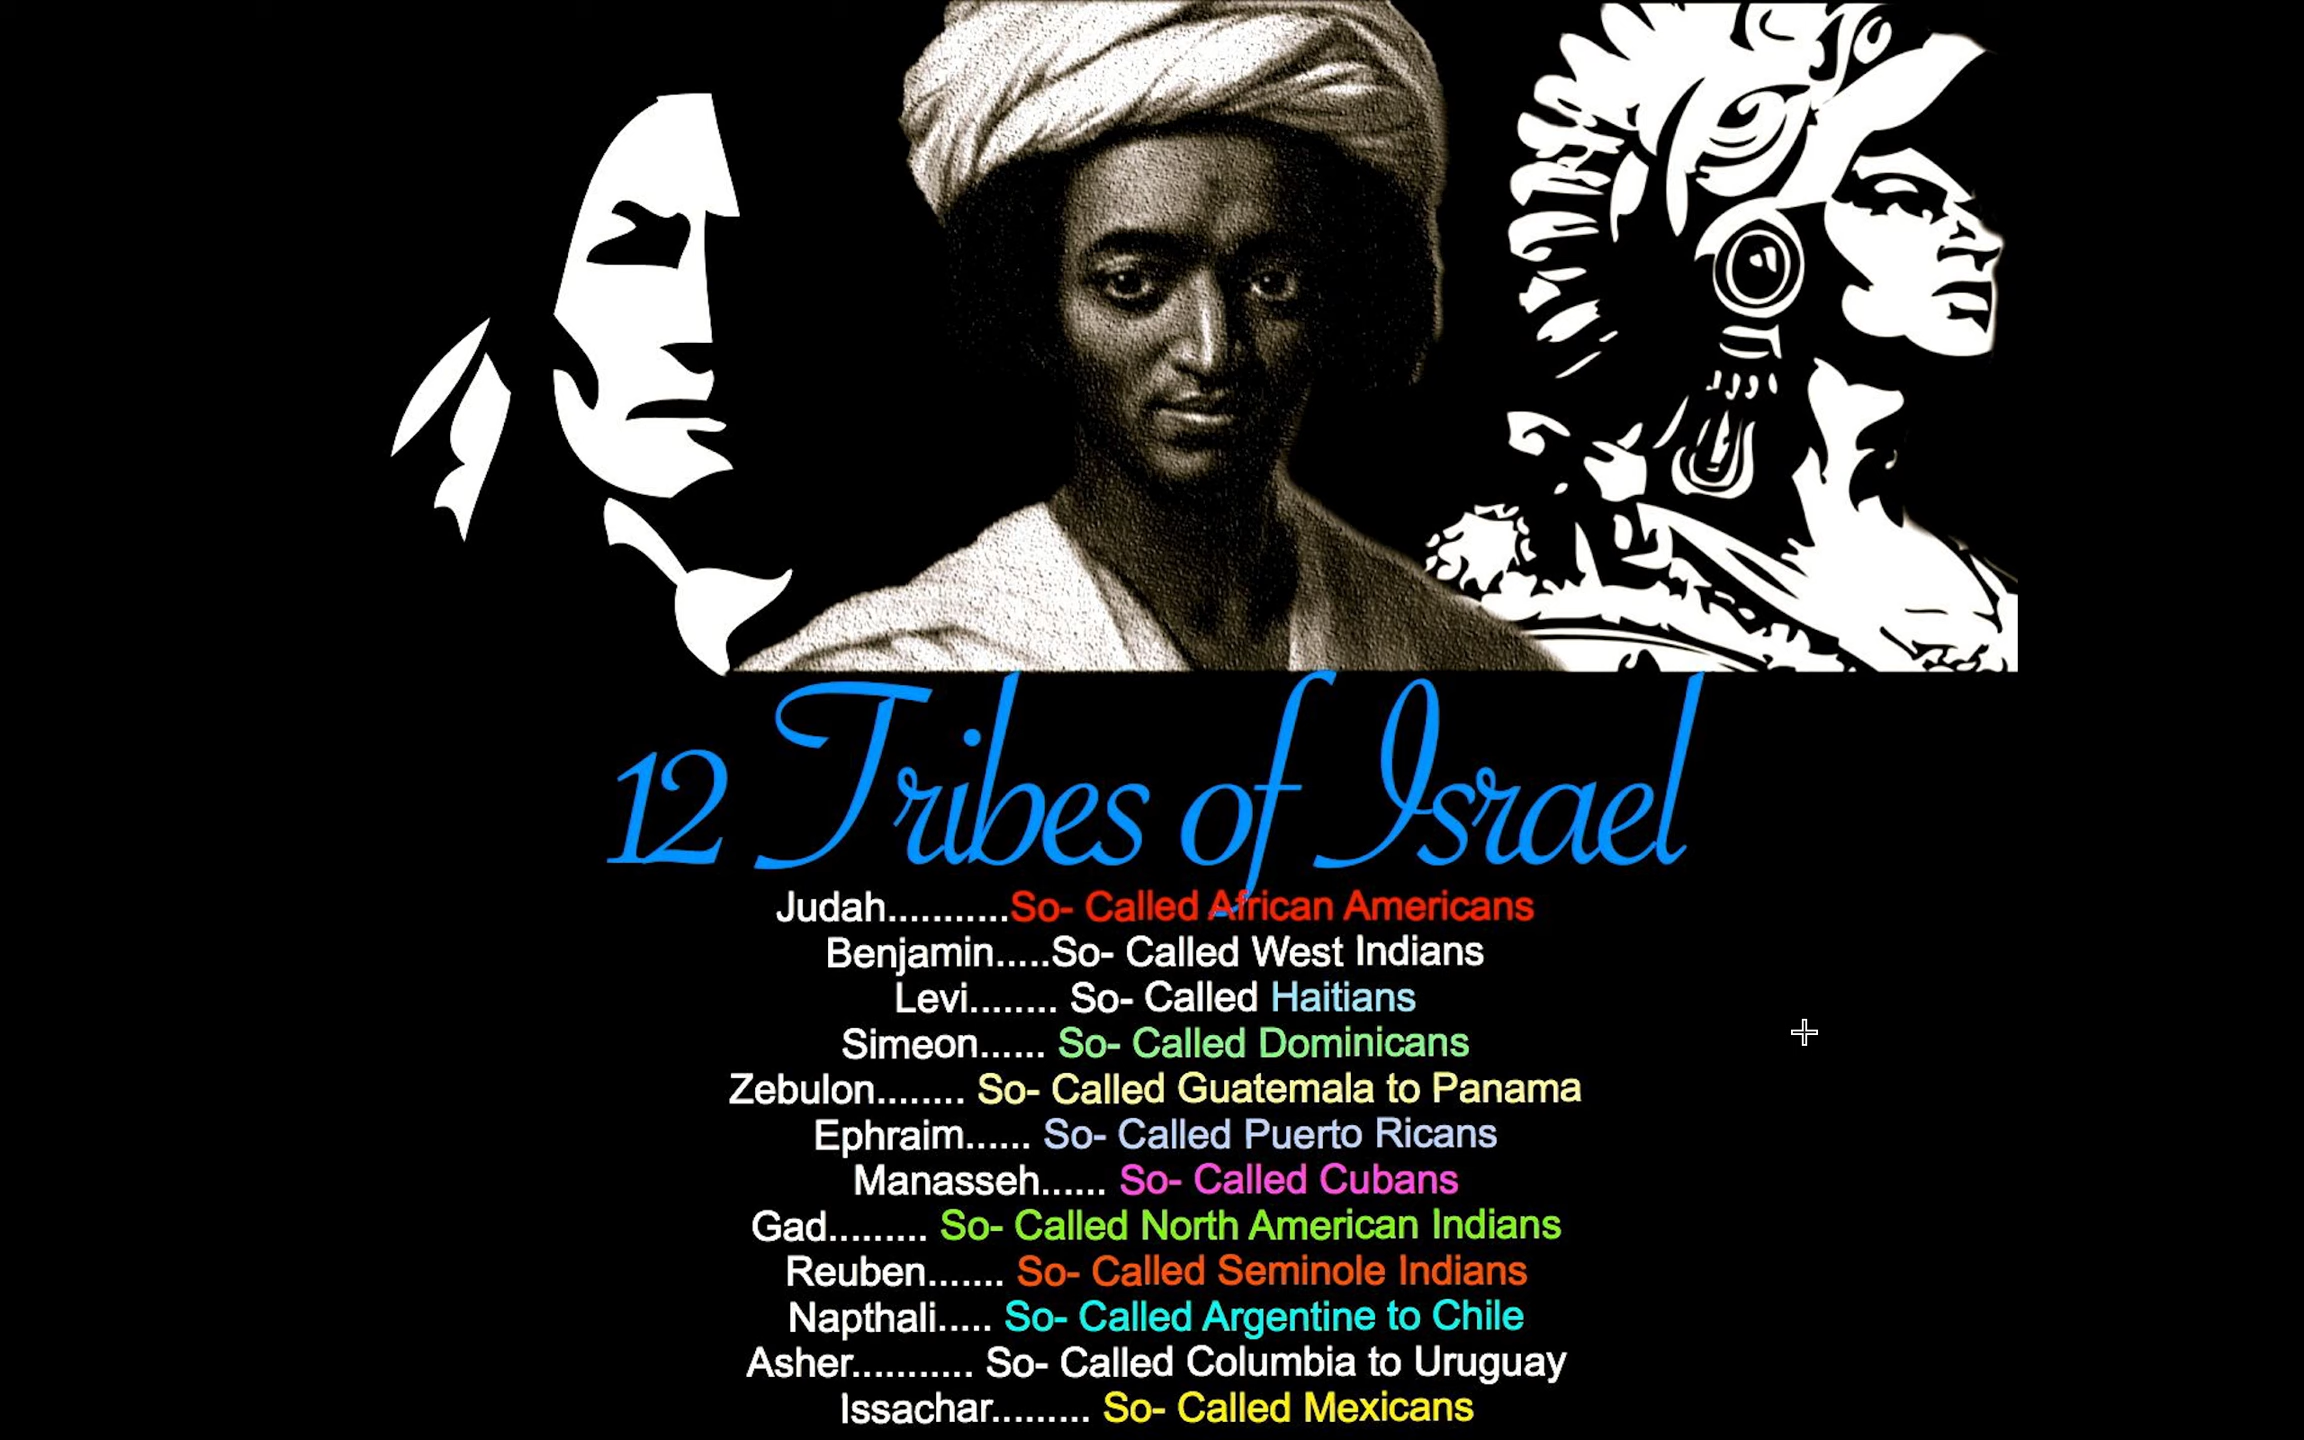 12 Tribes of Israel
Judah...........So- Called African Americans
Benjamin.....So- Called West Indians
Levi........ So- Called Haitians
Simeon...... So- Called Dominicans
Zebulon........ So- Called Guatemala to Panama
Ephraim...... So- Called Puerto Ricans
Manasseh...... So- Called Cubans
Gad......... So- Called North American Indians
Reuben....... So- Called Seminole Indians
Napthali..... So- Called Argentine to Chile
Asher........... So- Called Columbia to Uruguay
Issachar......... So- Called Mexicans